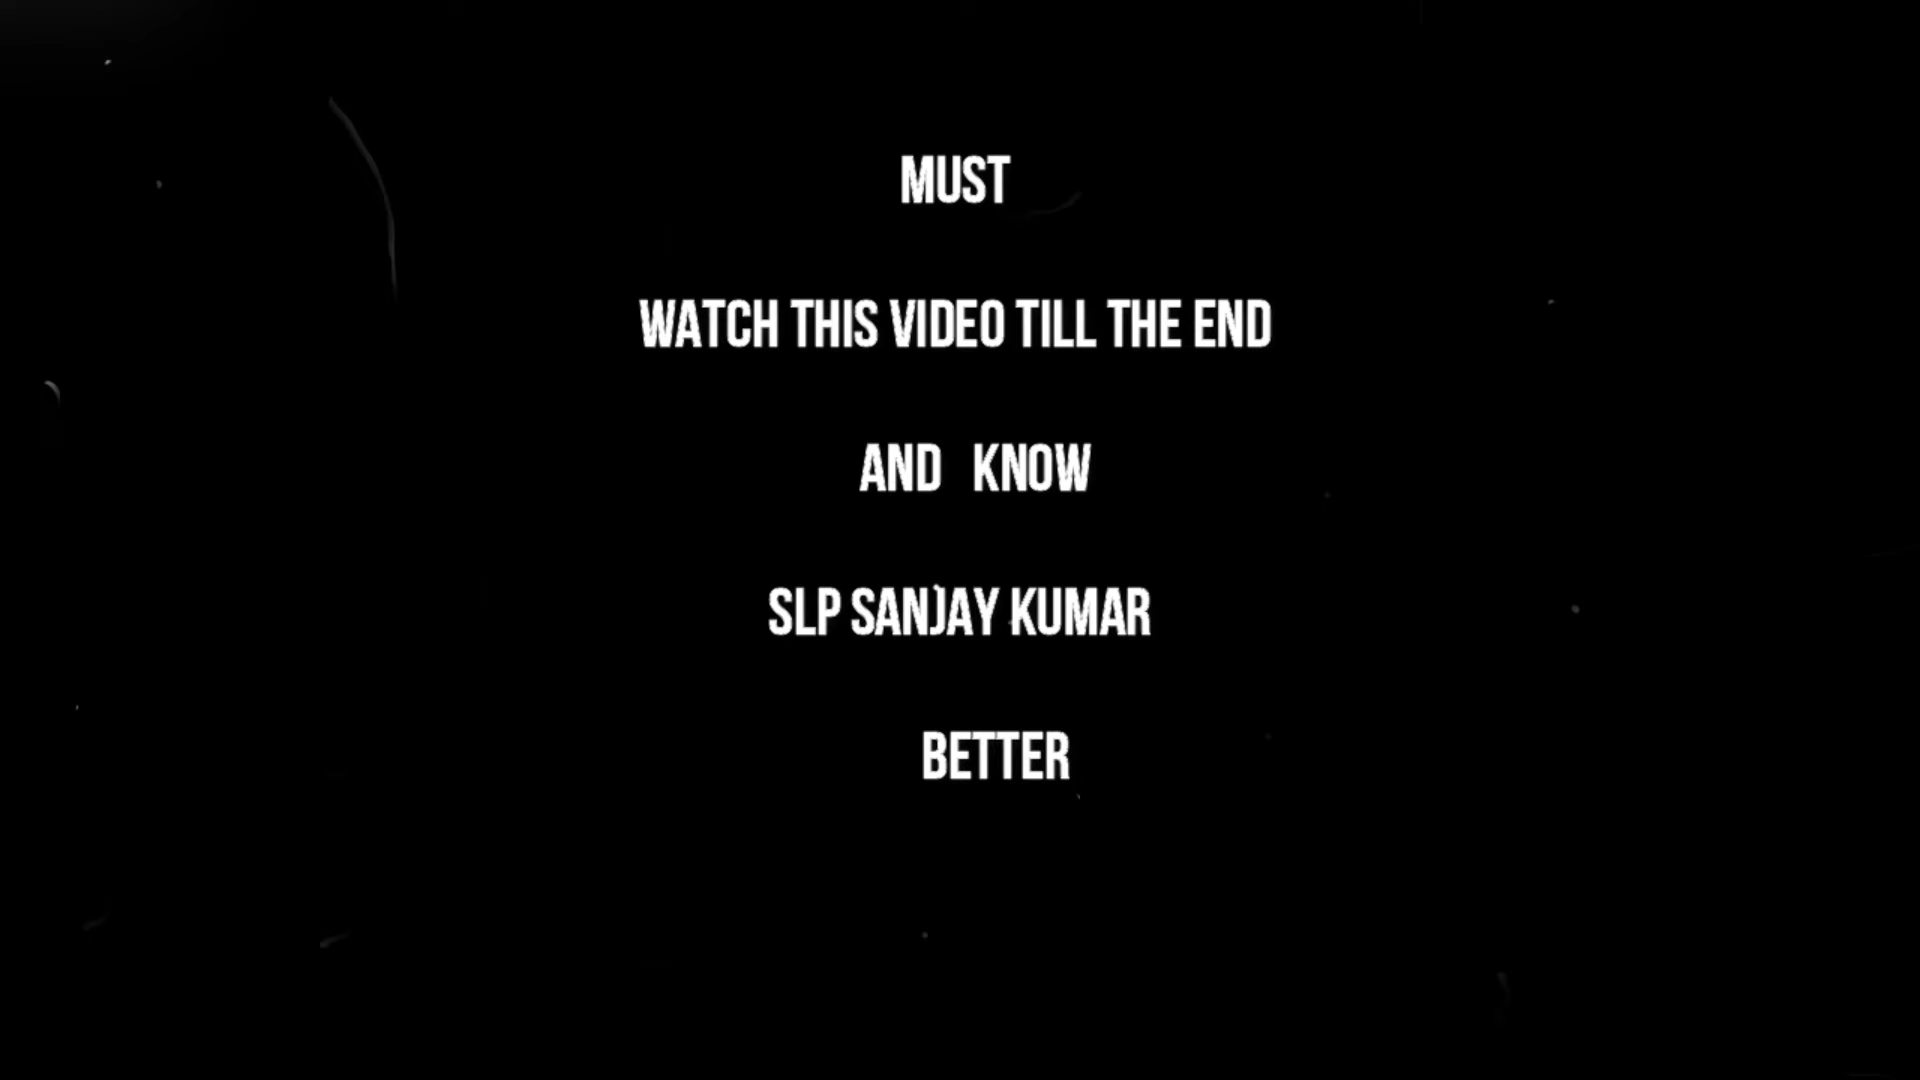 MUST
WATCH THIS VIDEO TILL THE END
AND KNOW
SLP SANJAY KUMAR
BETTER